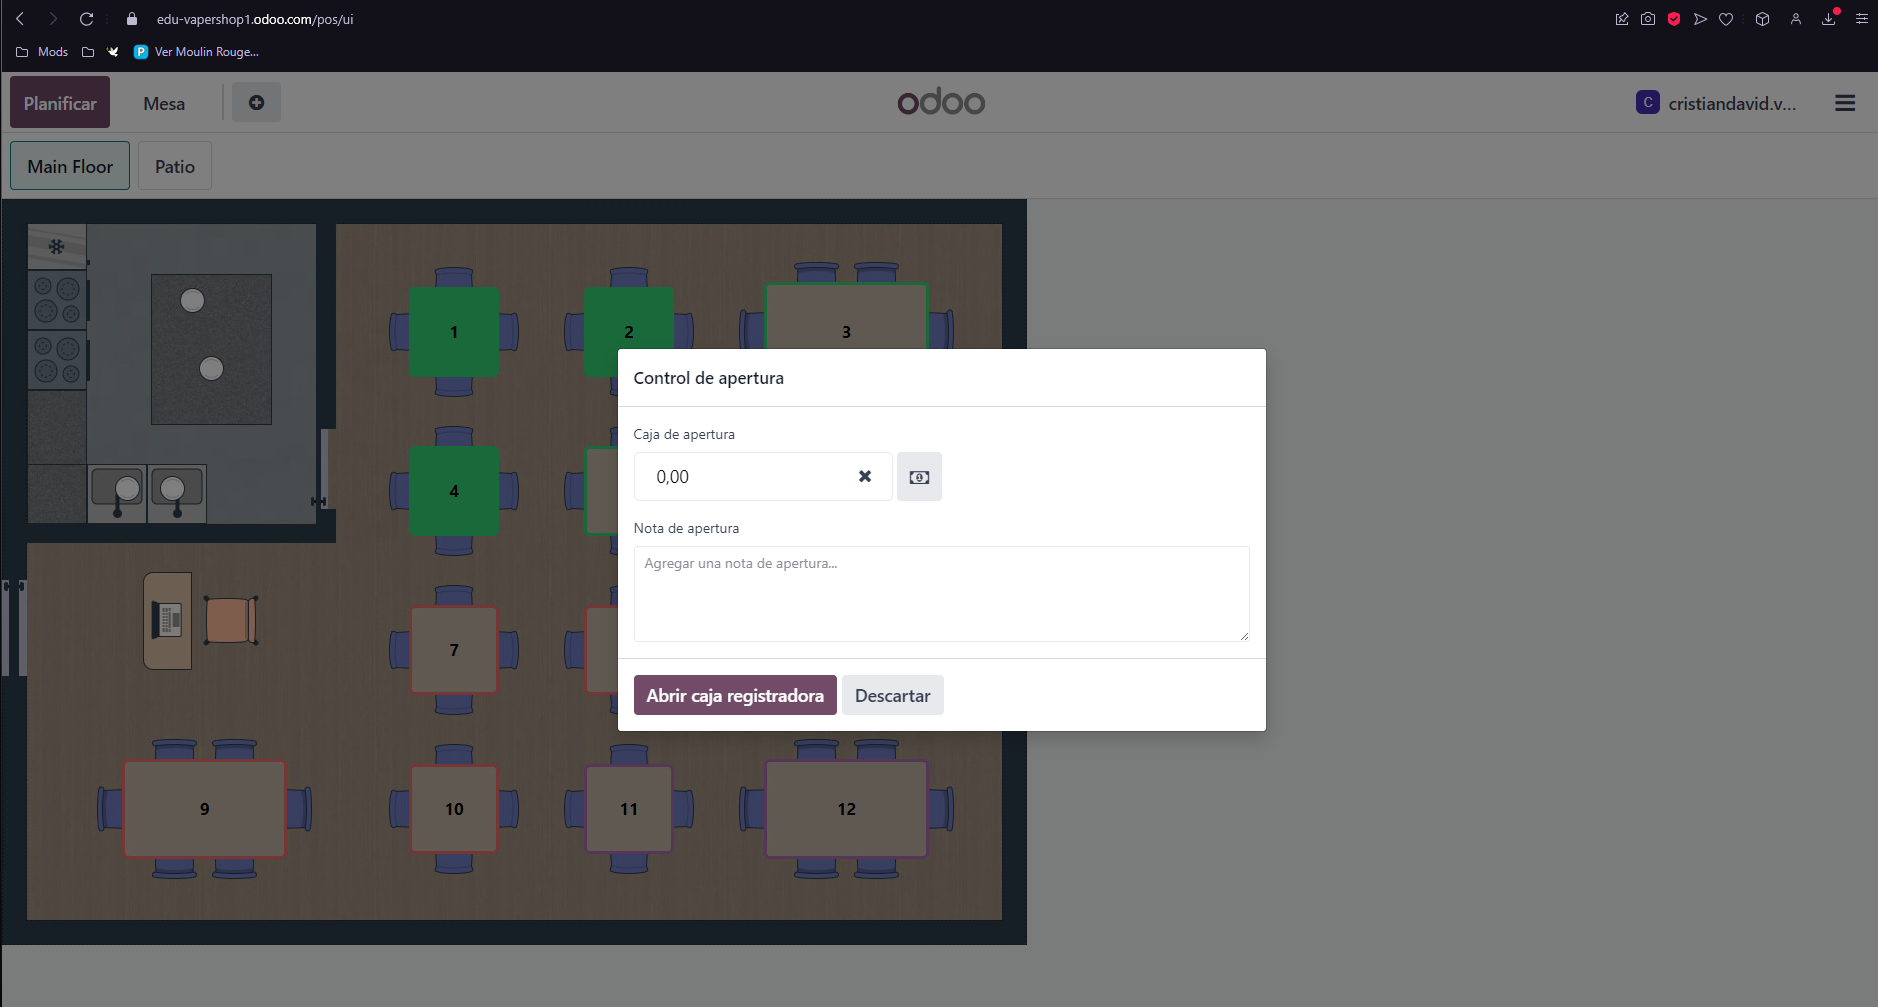 edu-vapershop1.odoo.com/pos/ui
Mods
Ver Moulin Rouge...
Planificar
Mesa
odoo
C
cristiandavid.v...
Main Floor
Patio
1
2
3
4
7
9
10
11
12
Control de apertura
Caja de apertura
0,00
Nota de apertura
Agregar una nota de apertura...
Abrir caja registradora
Descartar